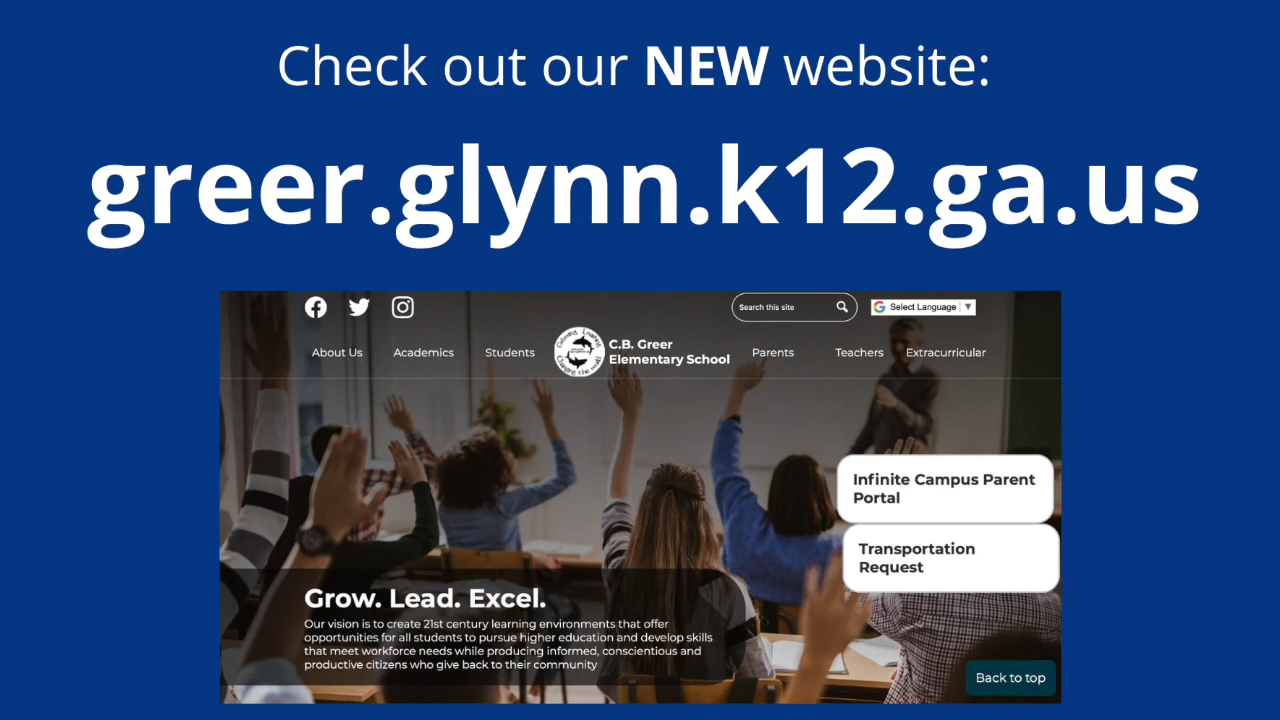 Check out our NEW website:
greer.glynn.k12.ga.us
Search this site
Select Language
About Us
Academics
Students
C.B. Greer
Elementary School
Parents
Teachers
Extracurricular
Infinite Campus Parent
Portal
Transportation
Request
Grow. Lead. Excel.
Our vision is to create 21st century learning environments that offer
opportunities for all students to pursue higher education and develop skills
that meet workforce needs while producing informed, conscientious and
productive citizens who give back to their community
Back to top